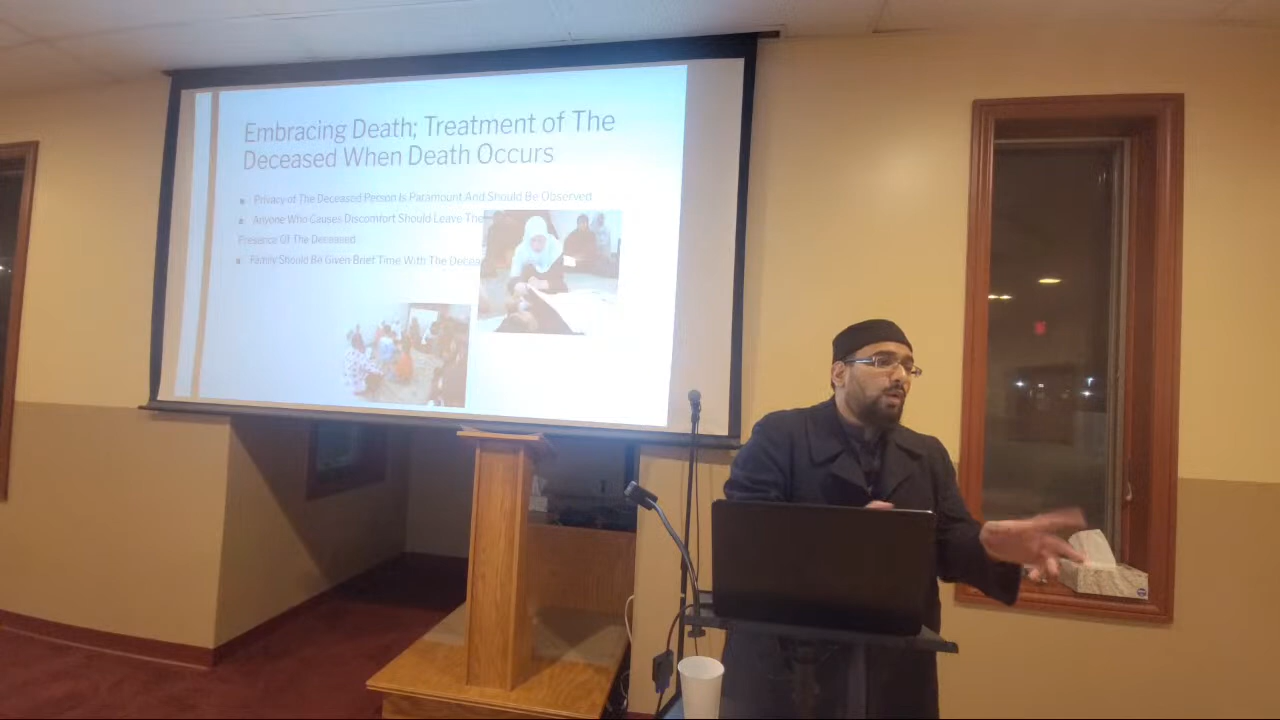 Embracing Death; Treatment of The
Deceased When Death Occurs
Privacy of The Deceased Person Is Paramount And Should Be Observed
Anyone Who Causes Discomfort Should Leave The
Presence Of The Deceased
Family Should Be Given Brief Time With The Decea